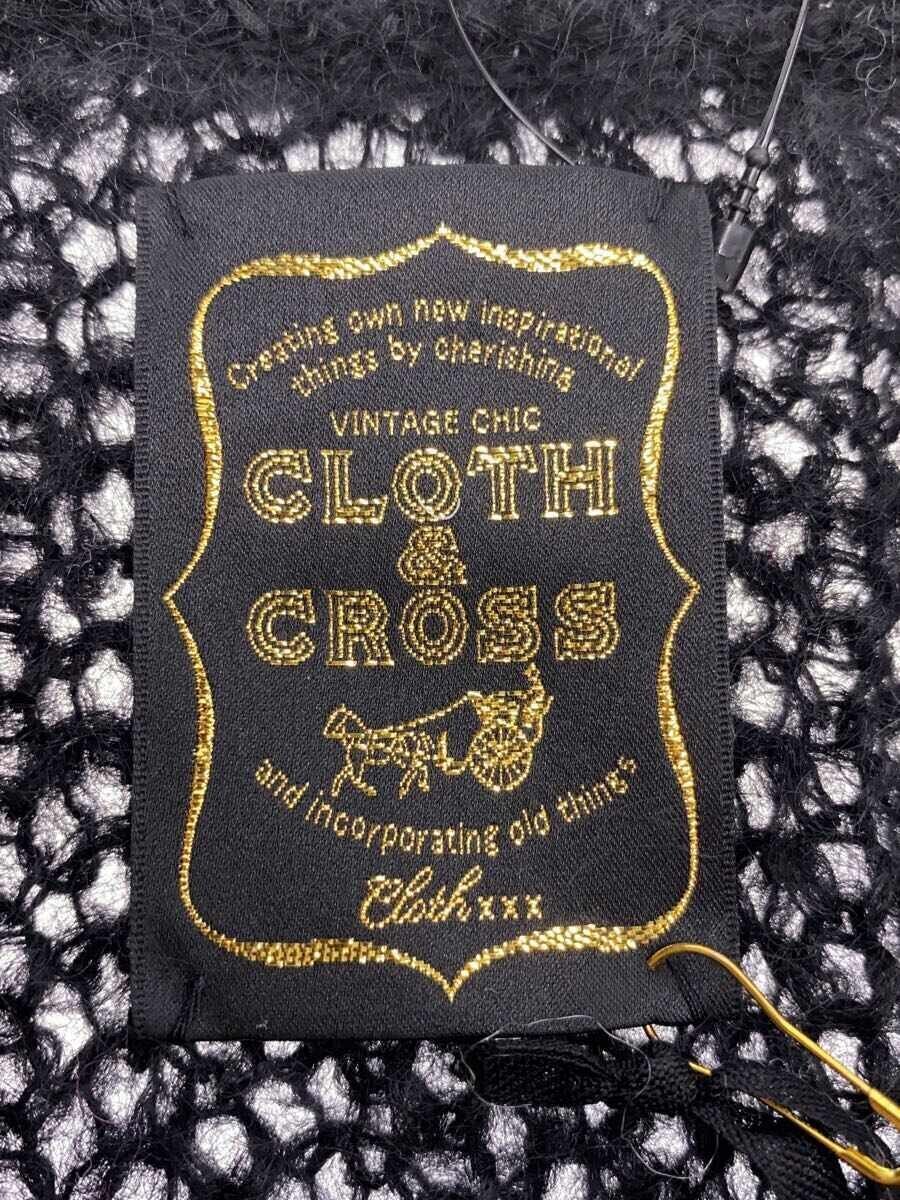 Creating own new inspirational
things by cherishing
VINTAGE CHIC
CLOTH
&
CROSS
and incorporating old things
Cloth xxx